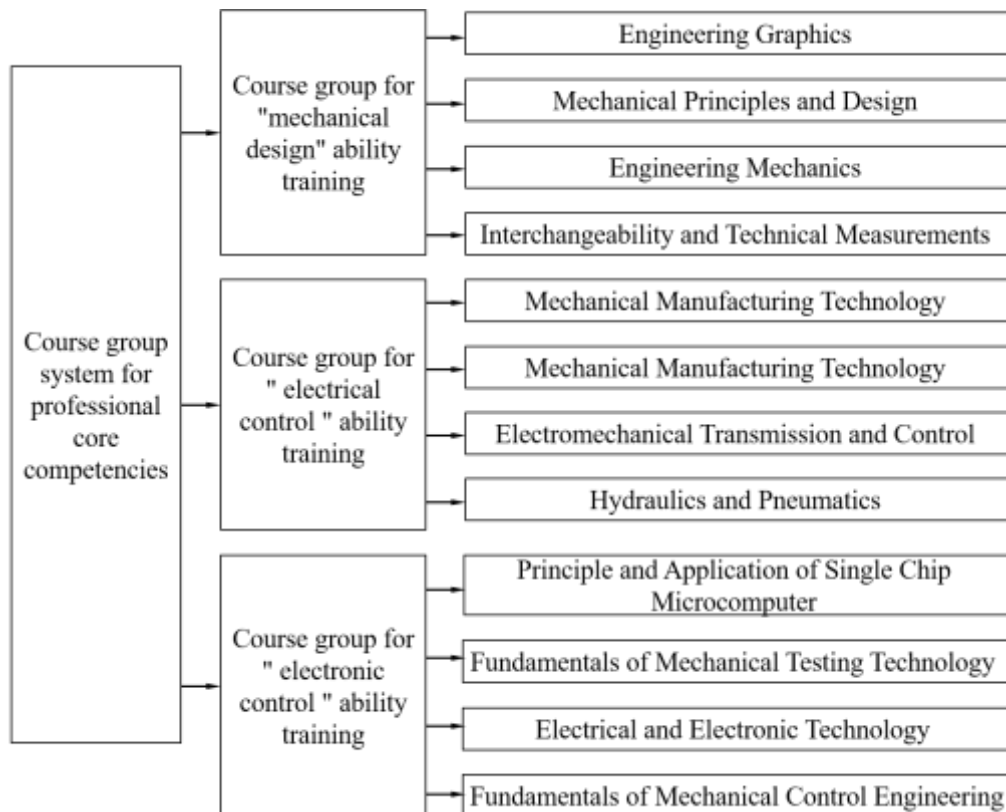 Course group
system for
professional
core
competencies
Course group for
"mechanical
design" ability
training
Engineering Graphics
Mechanical Principles and Design
Engineering Mechanics
Interchangeability and Technical Measurements
Course group for
" electrical
control " ability
training
Mechanical Manufacturing Technology
Mechanical Manufacturing Technology
Electromechanical Transmission and Control
Hydraulics and Pneumatics
Course group for
" electronic
control " ability
training
Principle and Application of Single Chip
Microcomputer
Fundamentals of Mechanical Testing Technology
Electrical and Electronic Technology
Fundamentals of Mechanical Control Engineering